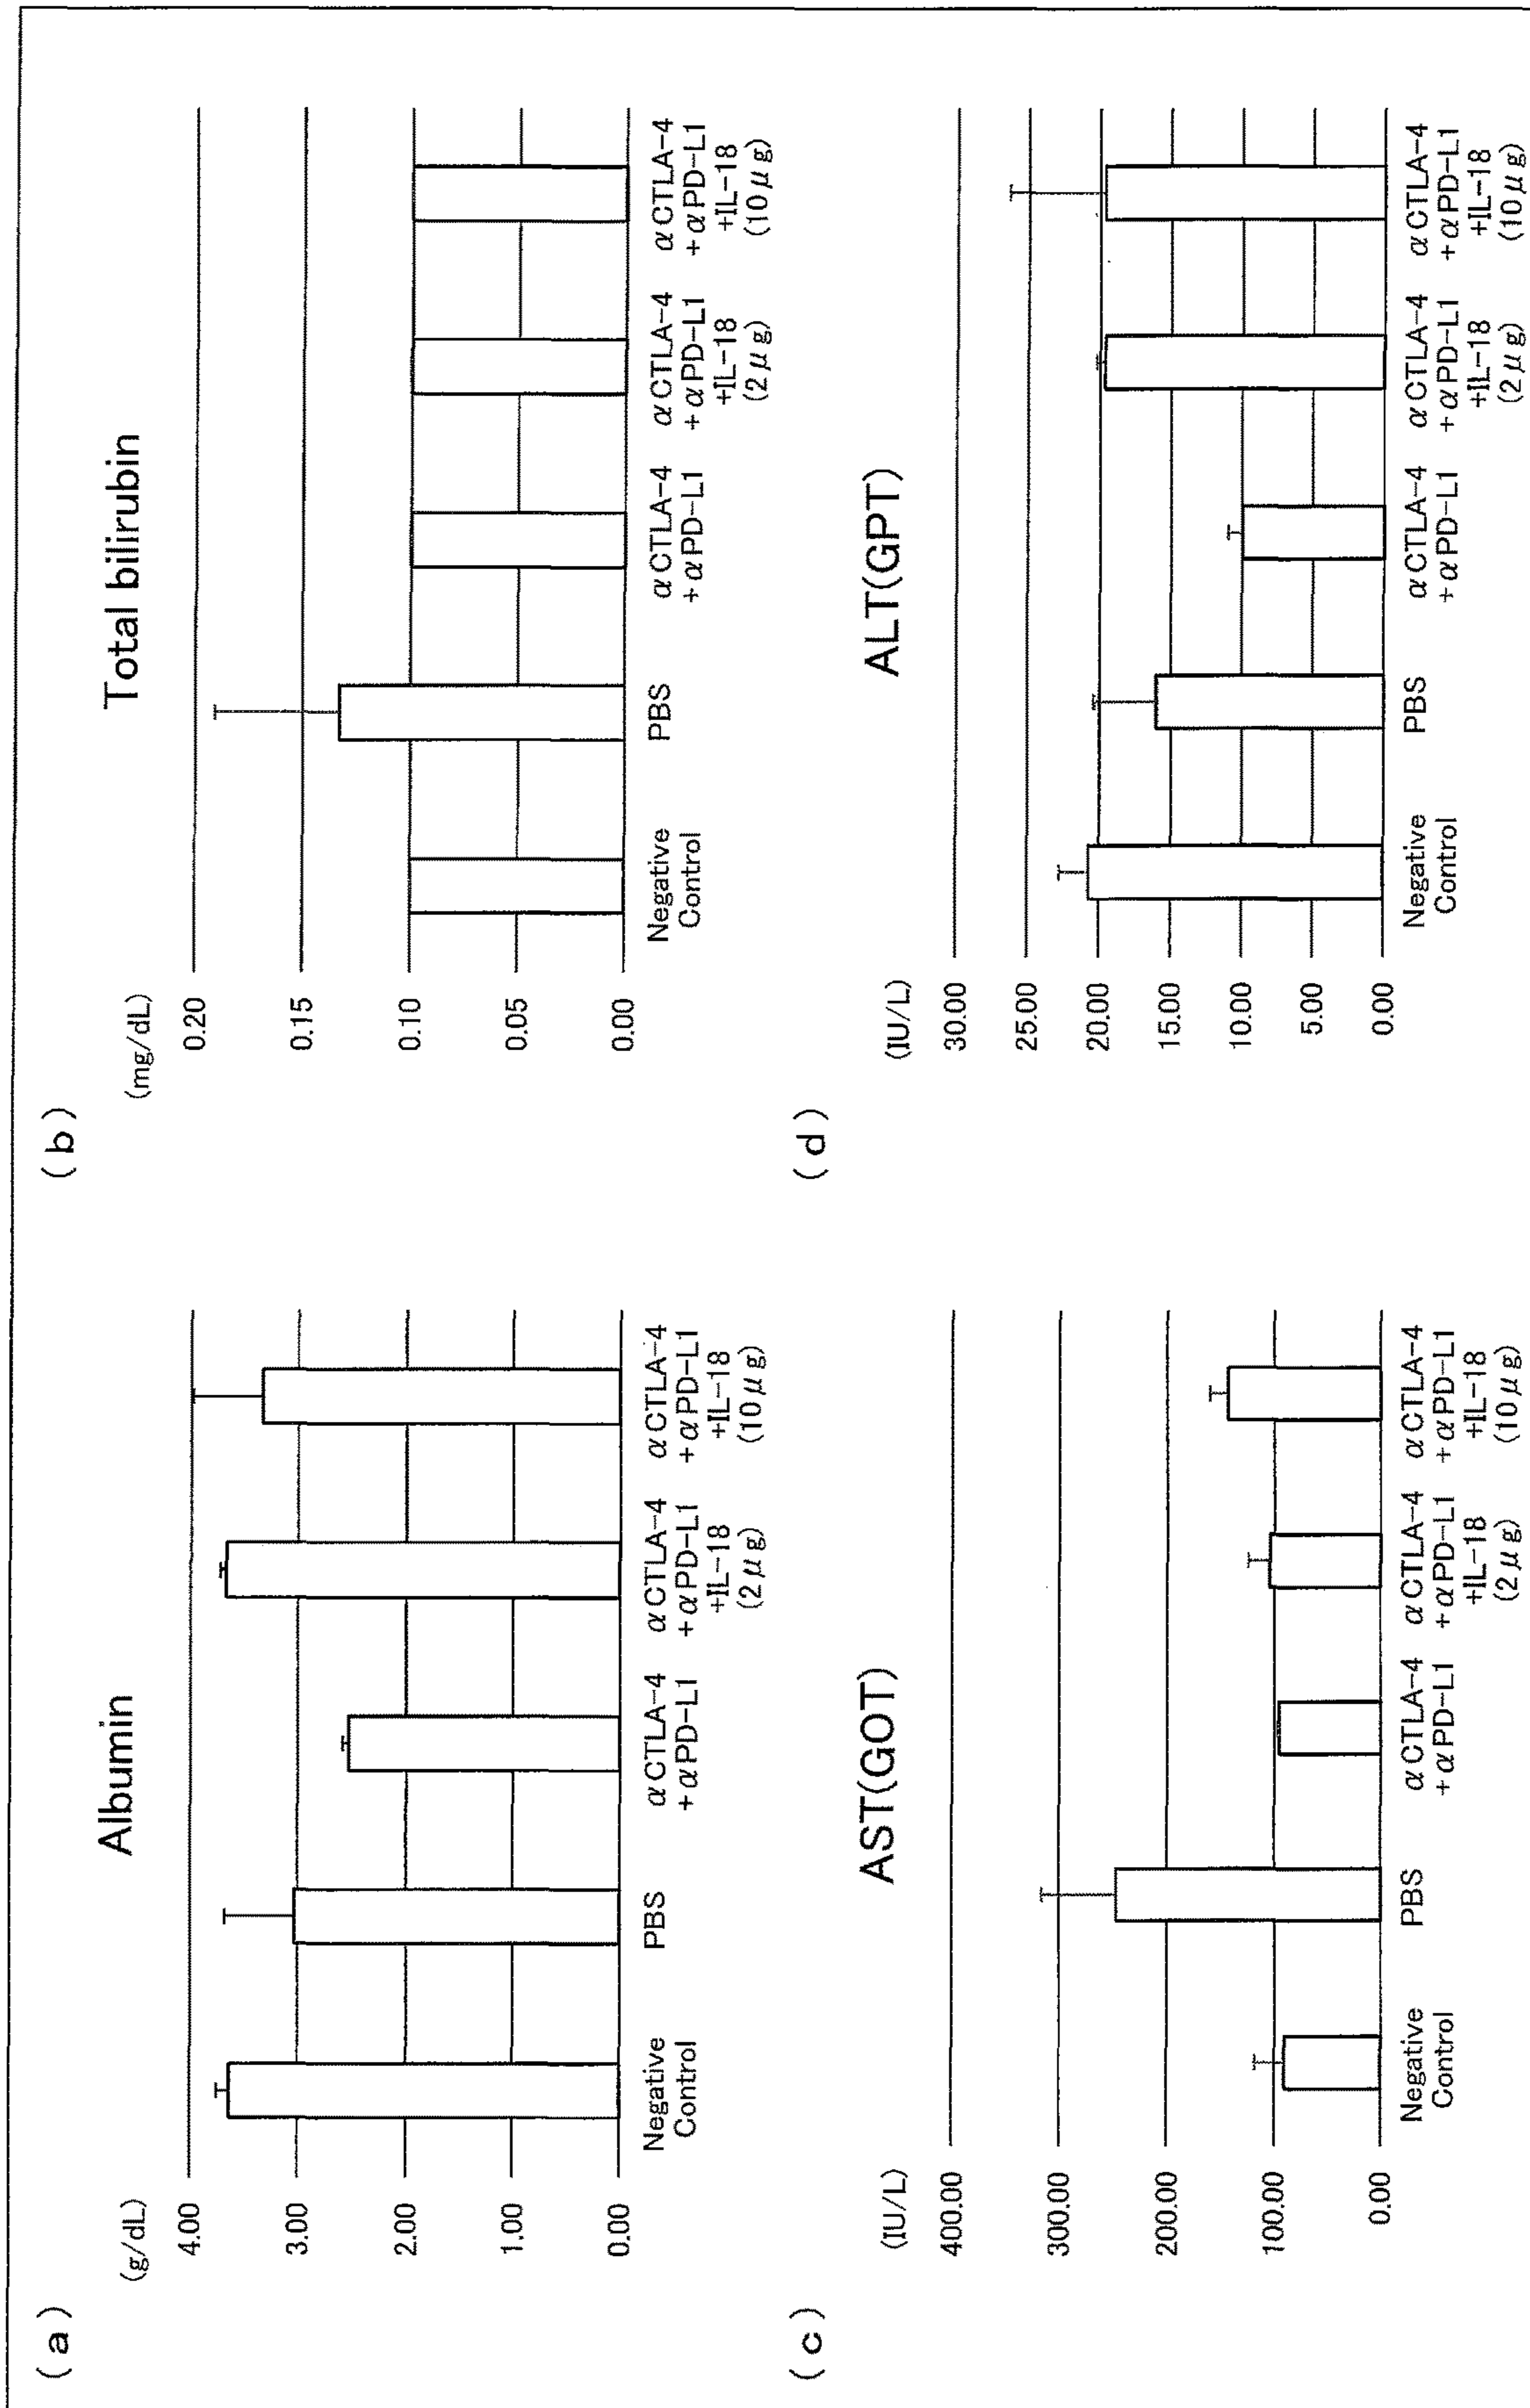 (a)
Albumin
(g/dL)
4.00
3.00
2.00
1.00
0.00
Negative
Control
PBS
αCTLA-4
+αPD-L1
αCTLA-4
+αPD-L1
+IL-18
(2μg)
αCTLA-4
+αPD-L1
+IL-18
(10μg)
(b)
Total bilirubin
(mg/dL)
0.20
0.15
0.10
0.05
0.00
Negative
Control
PBS
αCTLA-4
+αPD-L1
αCTLA-4
+αPD-L1
+IL-18
(2μg)
αCTLA-4
+αPD-L1
+IL-18
(10μg)
(c)
AST(GOT)
(IU/L)
400.00
300.00
200.00
100.00
0.00
Negative
Control
PBS
αCTLA-4
+αPD-L1
αCTLA-4
+αPD-L1
+IL-18
(2μg)
αCTLA-4
+αPD-L1
+IL-18
(10μg)
(d)
ALT(GPT)
(IU/L)
30.00
25.00
20.00
15.00
10.00
5.00
0.00
Negative
Control
PBS
αCTLA-4
+αPD-L1
αCTLA-4
+αPD-L1
+IL-18
(2μg)
αCTLA-4
+αPD-L1
+IL-18
(10μg)